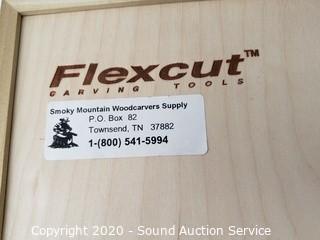 Flexcut™
CARVING TOOLS
Smoky Mountain Woodcarvers Supply
P.O. Box 82
Townsend, TN 37882
1-(800) 541-5994
Copyright 2020 - Sound Auction Service